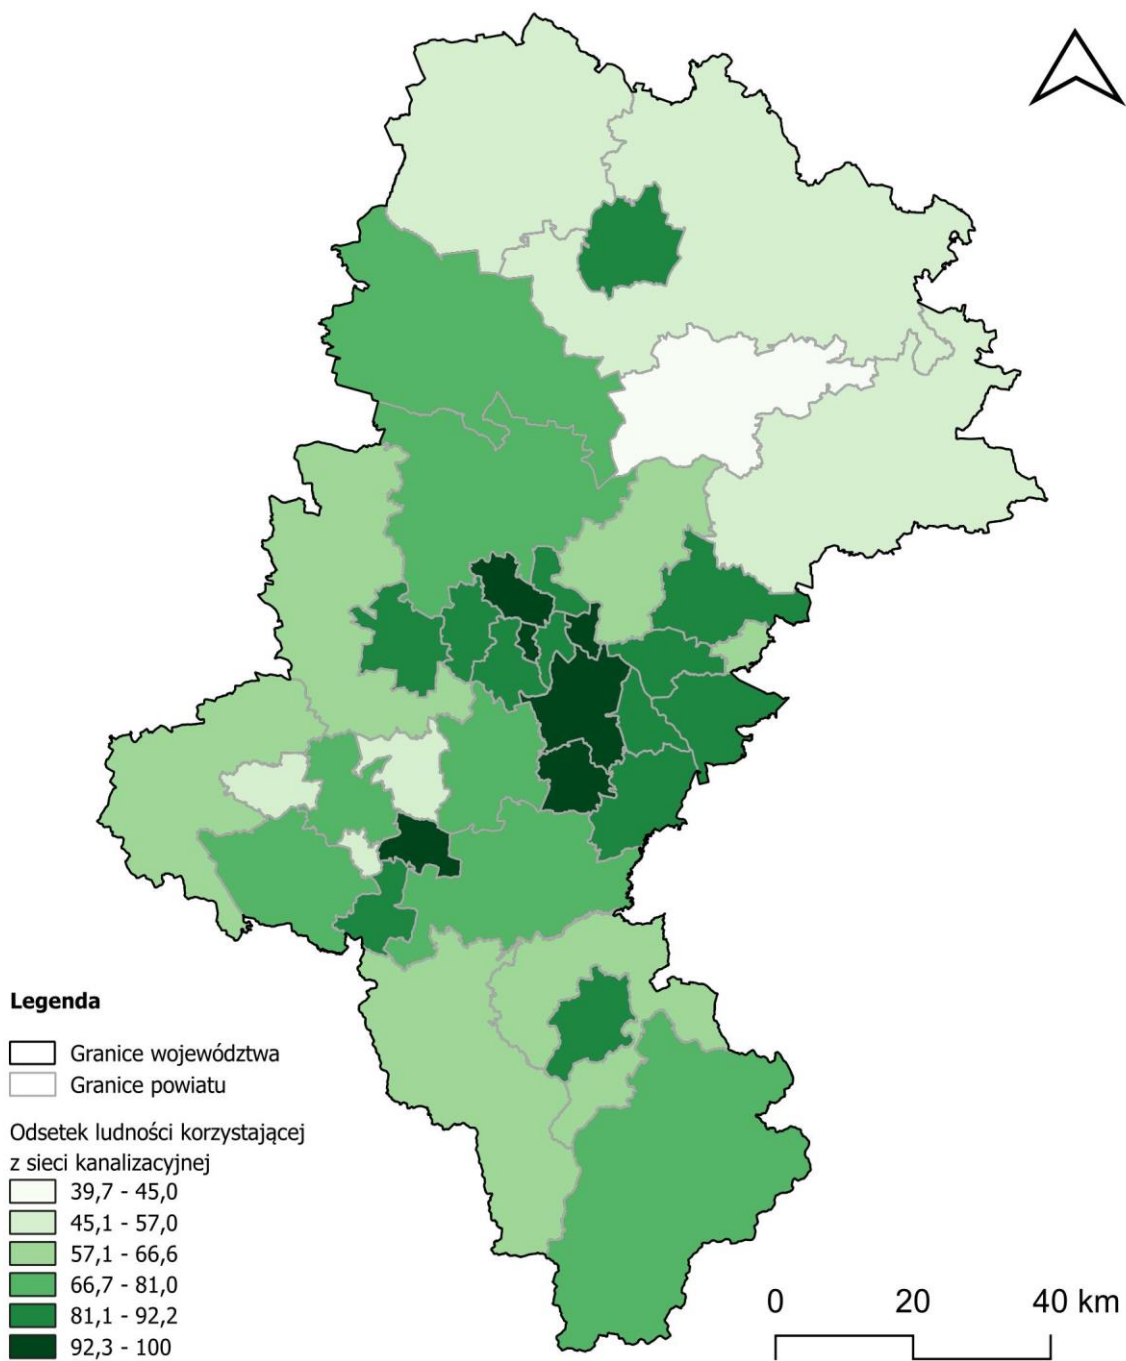 Legenda
Granice województwa
Granice powiatu
Odsetek ludności korzystającej
z sieci kanalizacyjnej
39,7 - 45,0
45,1 - 57,0
57,1 - 66,6
66,7 - 81,0
81,1 - 92,2
92,3 - 100
0 20 40 km